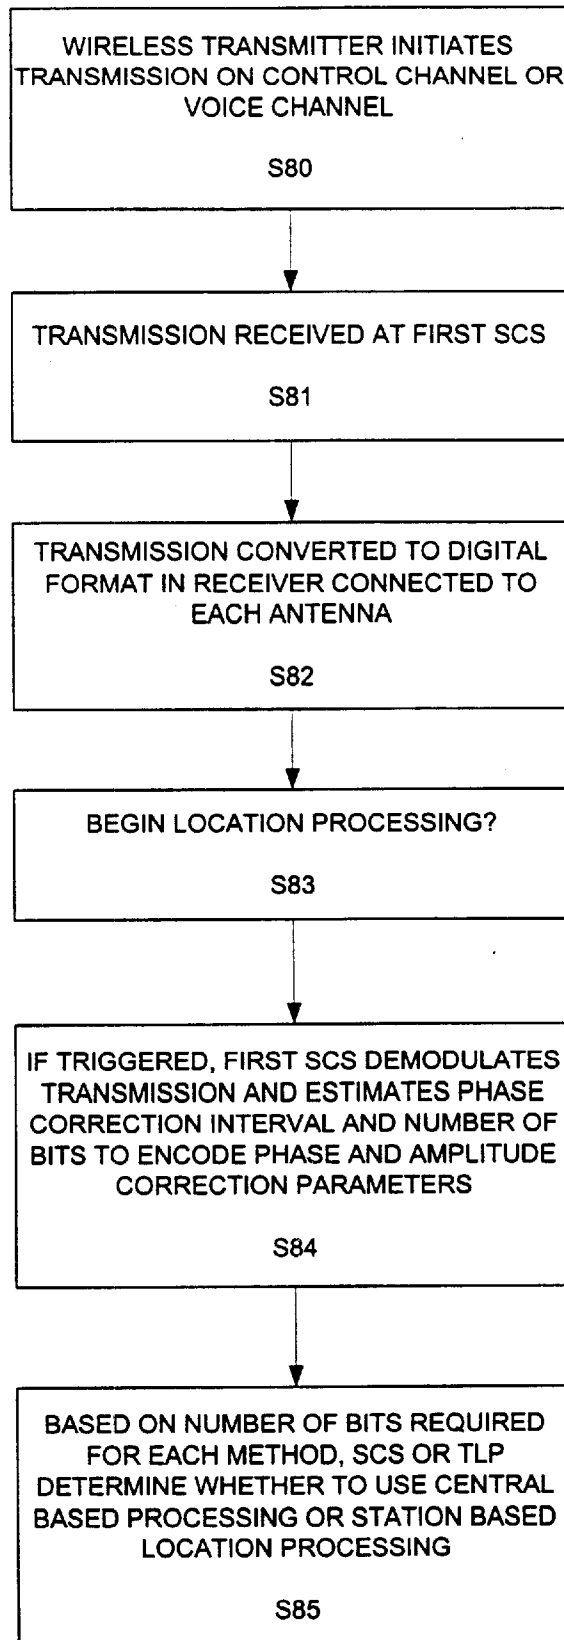 WIRELESS TRANSMITTER INITIATES
TRANSMISSION ON CONTROL CHANNEL OR
VOICE CHANNEL
S80
TRANSMISSION RECEIVED AT FIRST SCS
S81
TRANSMISSION CONVERTED TO DIGITAL
FORMAT IN RECEIVER CONNECTED TO
EACH ANTENNA
S82
BEGIN LOCATION PROCESSING?
S83
IF TRIGGERED, FIRST SCS DEMODULATES
TRANSMISSION AND ESTIMATES PHASE
CORRECTION INTERVAL AND NUMBER OF
BITS TO ENCODE PHASE AND AMPLITUDE
CORRECTION PARAMETERS
S84
BASED ON NUMBER OF BITS REQUIRED
FOR EACH METHOD, SCS OR TLP
DETERMINE WHETHER TO USE CENTRAL
BASED PROCESSING OR STATION BASED
LOCATION PROCESSING
S85